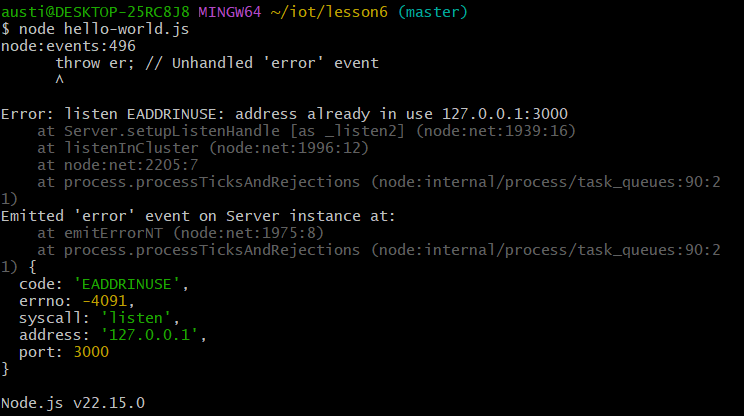 austi@DESKTOP-25RC8J8 MINGW64 ~/iot/lesson6 (master)
$ node hello-world.js
node:events:496
      throw er; // Unhandled 'error' event
      ^

Error: listen EADDRINUSE: address already in use 127.0.0.1:3000
    at Server.setupListenHandle [as _listen2] (node:net:1939:16)
    at listenInCluster (node:net:1996:12)
    at node:net:2205:7
    at process.processTicksAndRejections (node:internal/process/task_queues:90:2
1)
Emitted 'error' event on Server instance at:
    at emitErrorNT (node:net:1975:8)
    at process.processTicksAndRejections (node:internal/process/task_queues:90:2
1) {
  code: 'EADDRINUSE',
  errno: -4091,
  syscall: 'listen',
  address: '127.0.0.1',
  port: 3000
}

Node.js v22.15.0